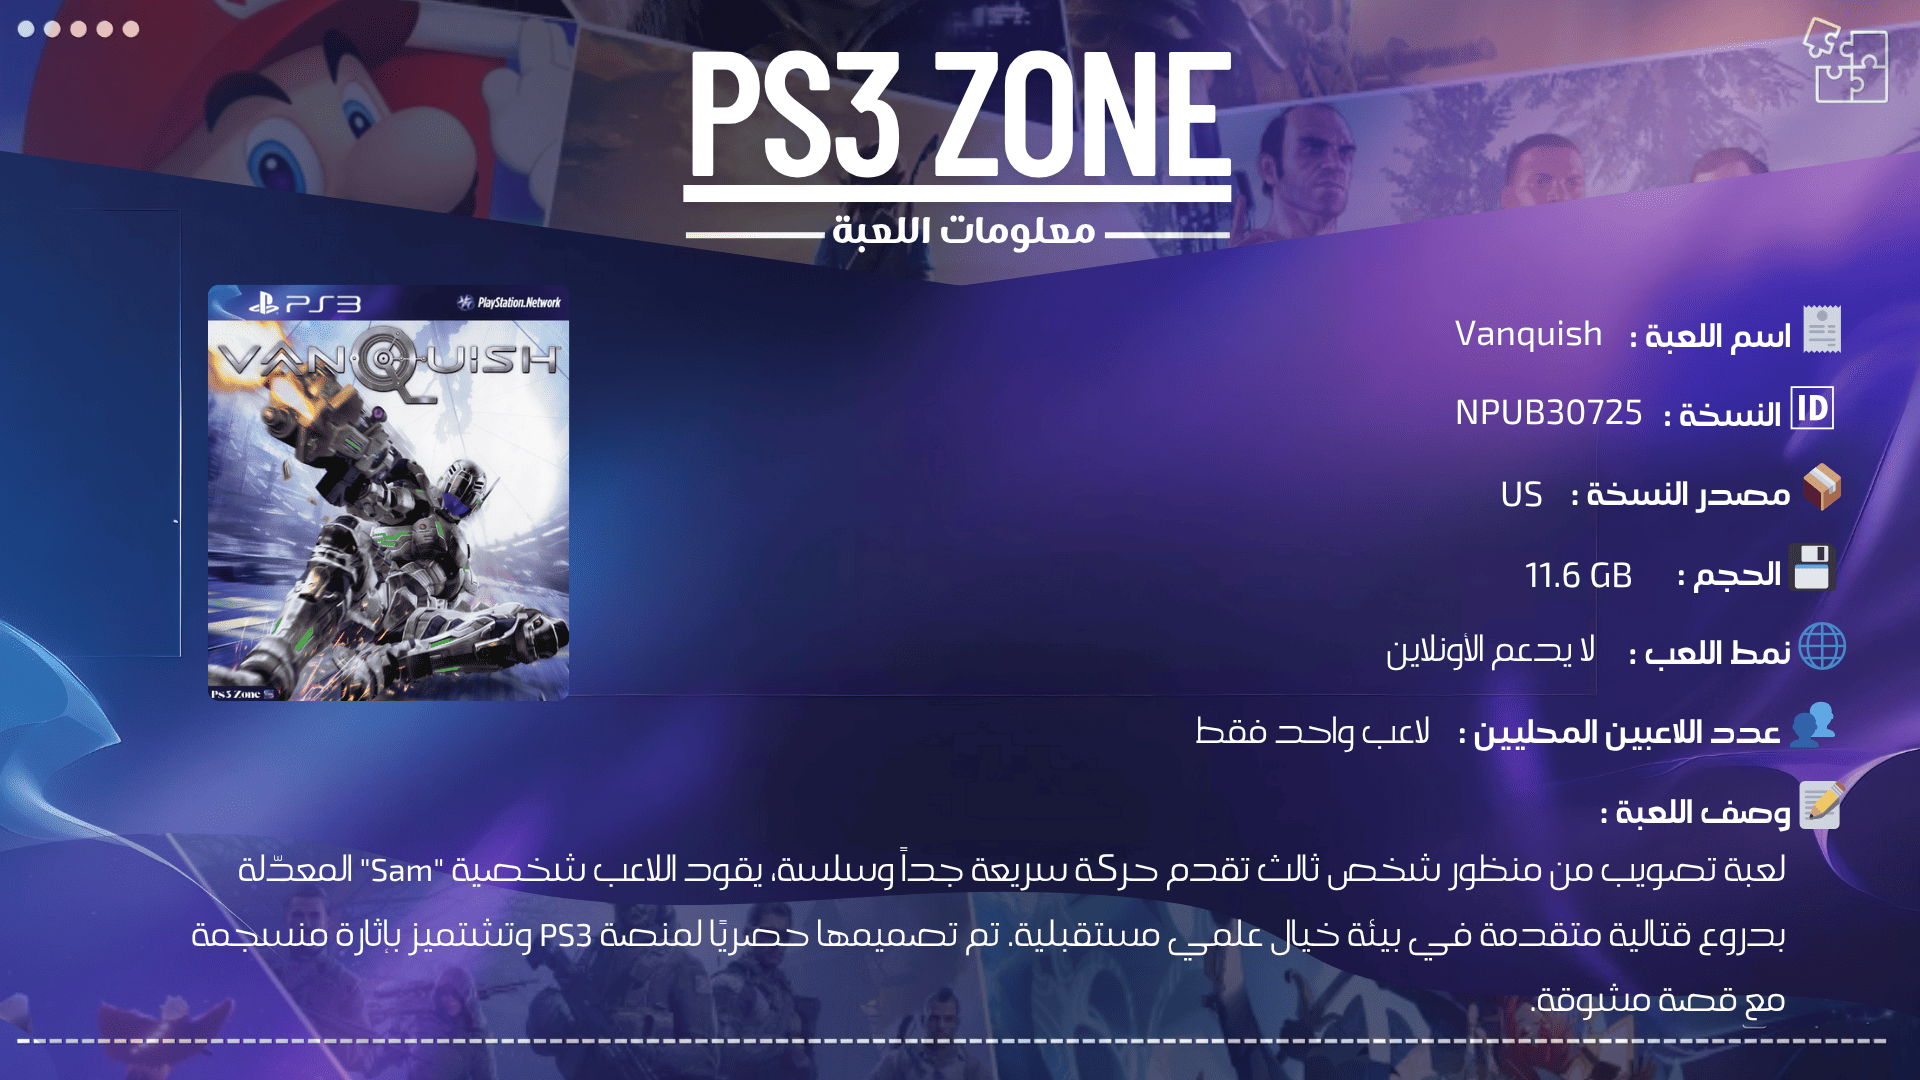 PS3 ZONE
معلومات اللعبة
PS3 PlayStation.Network
VANQUISH
Ps3 Zone
اسم اللعبة : Vanquish
ID النسخة : NPUB30725
مصدر النسخة : US
الحجم : 11.6 GB
نمط اللعب : لا يدعم الأونلاين
عدد اللاعبين المحليين : لاعب واحد فقط
وصف اللعبة :
لعبة تصويب من منظور شخص ثالث تقدم حركة سريعة جداً وسلسة، يقود اللاعب شخصية "Sam" المعدّلة
بدروع قتالية متقدمة في بيئة خيال علمي مستقبلية. تم تصميمها حصريًا لمنصة PS3 وتشتميز بإثارة منسجمة
مع قصة مشوقة.